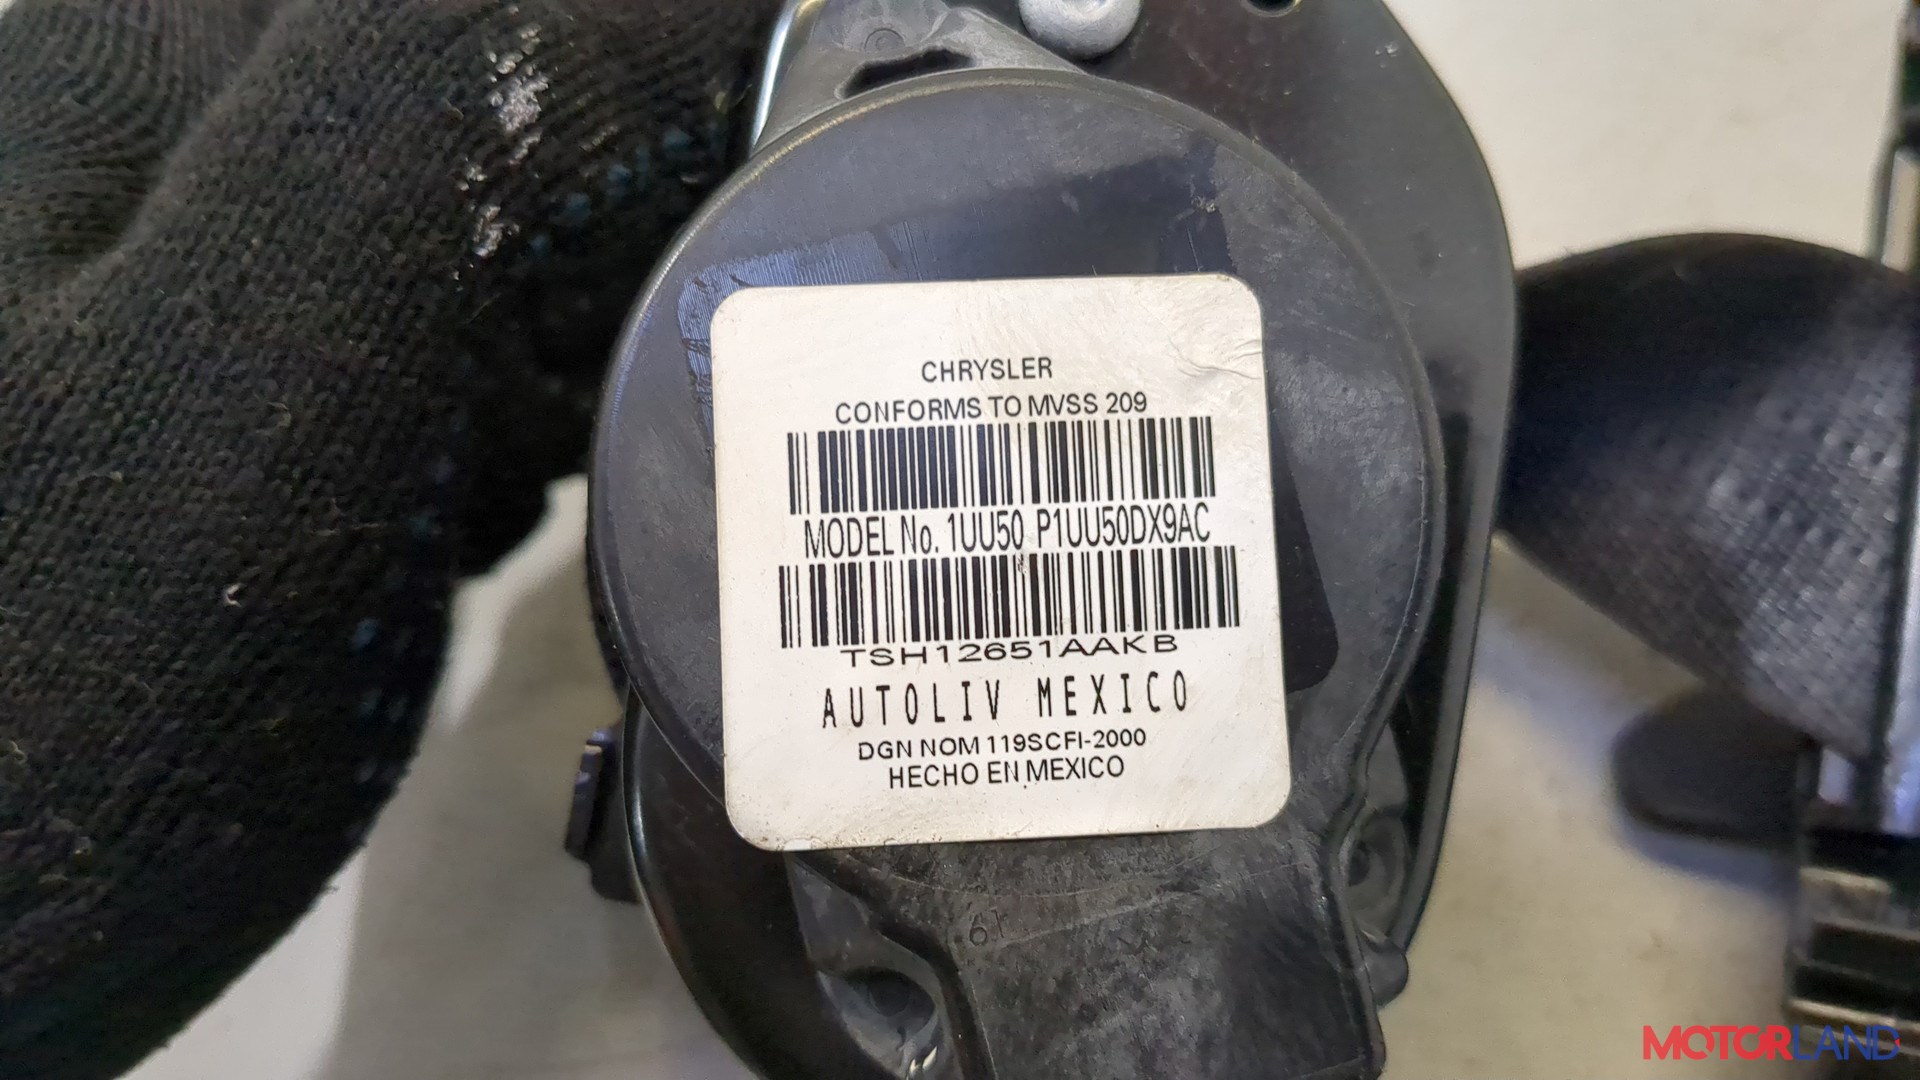 CHRYSLER
CONFORMS TO MVSS 209
MODEL No. 1UU50 P1UU50DX9AC
TSH12651AAKB
AUTOLIV MEXICO
DGN NOM 119SCFI-2000
HECHO EN MEXICO
61
MOTORLAND